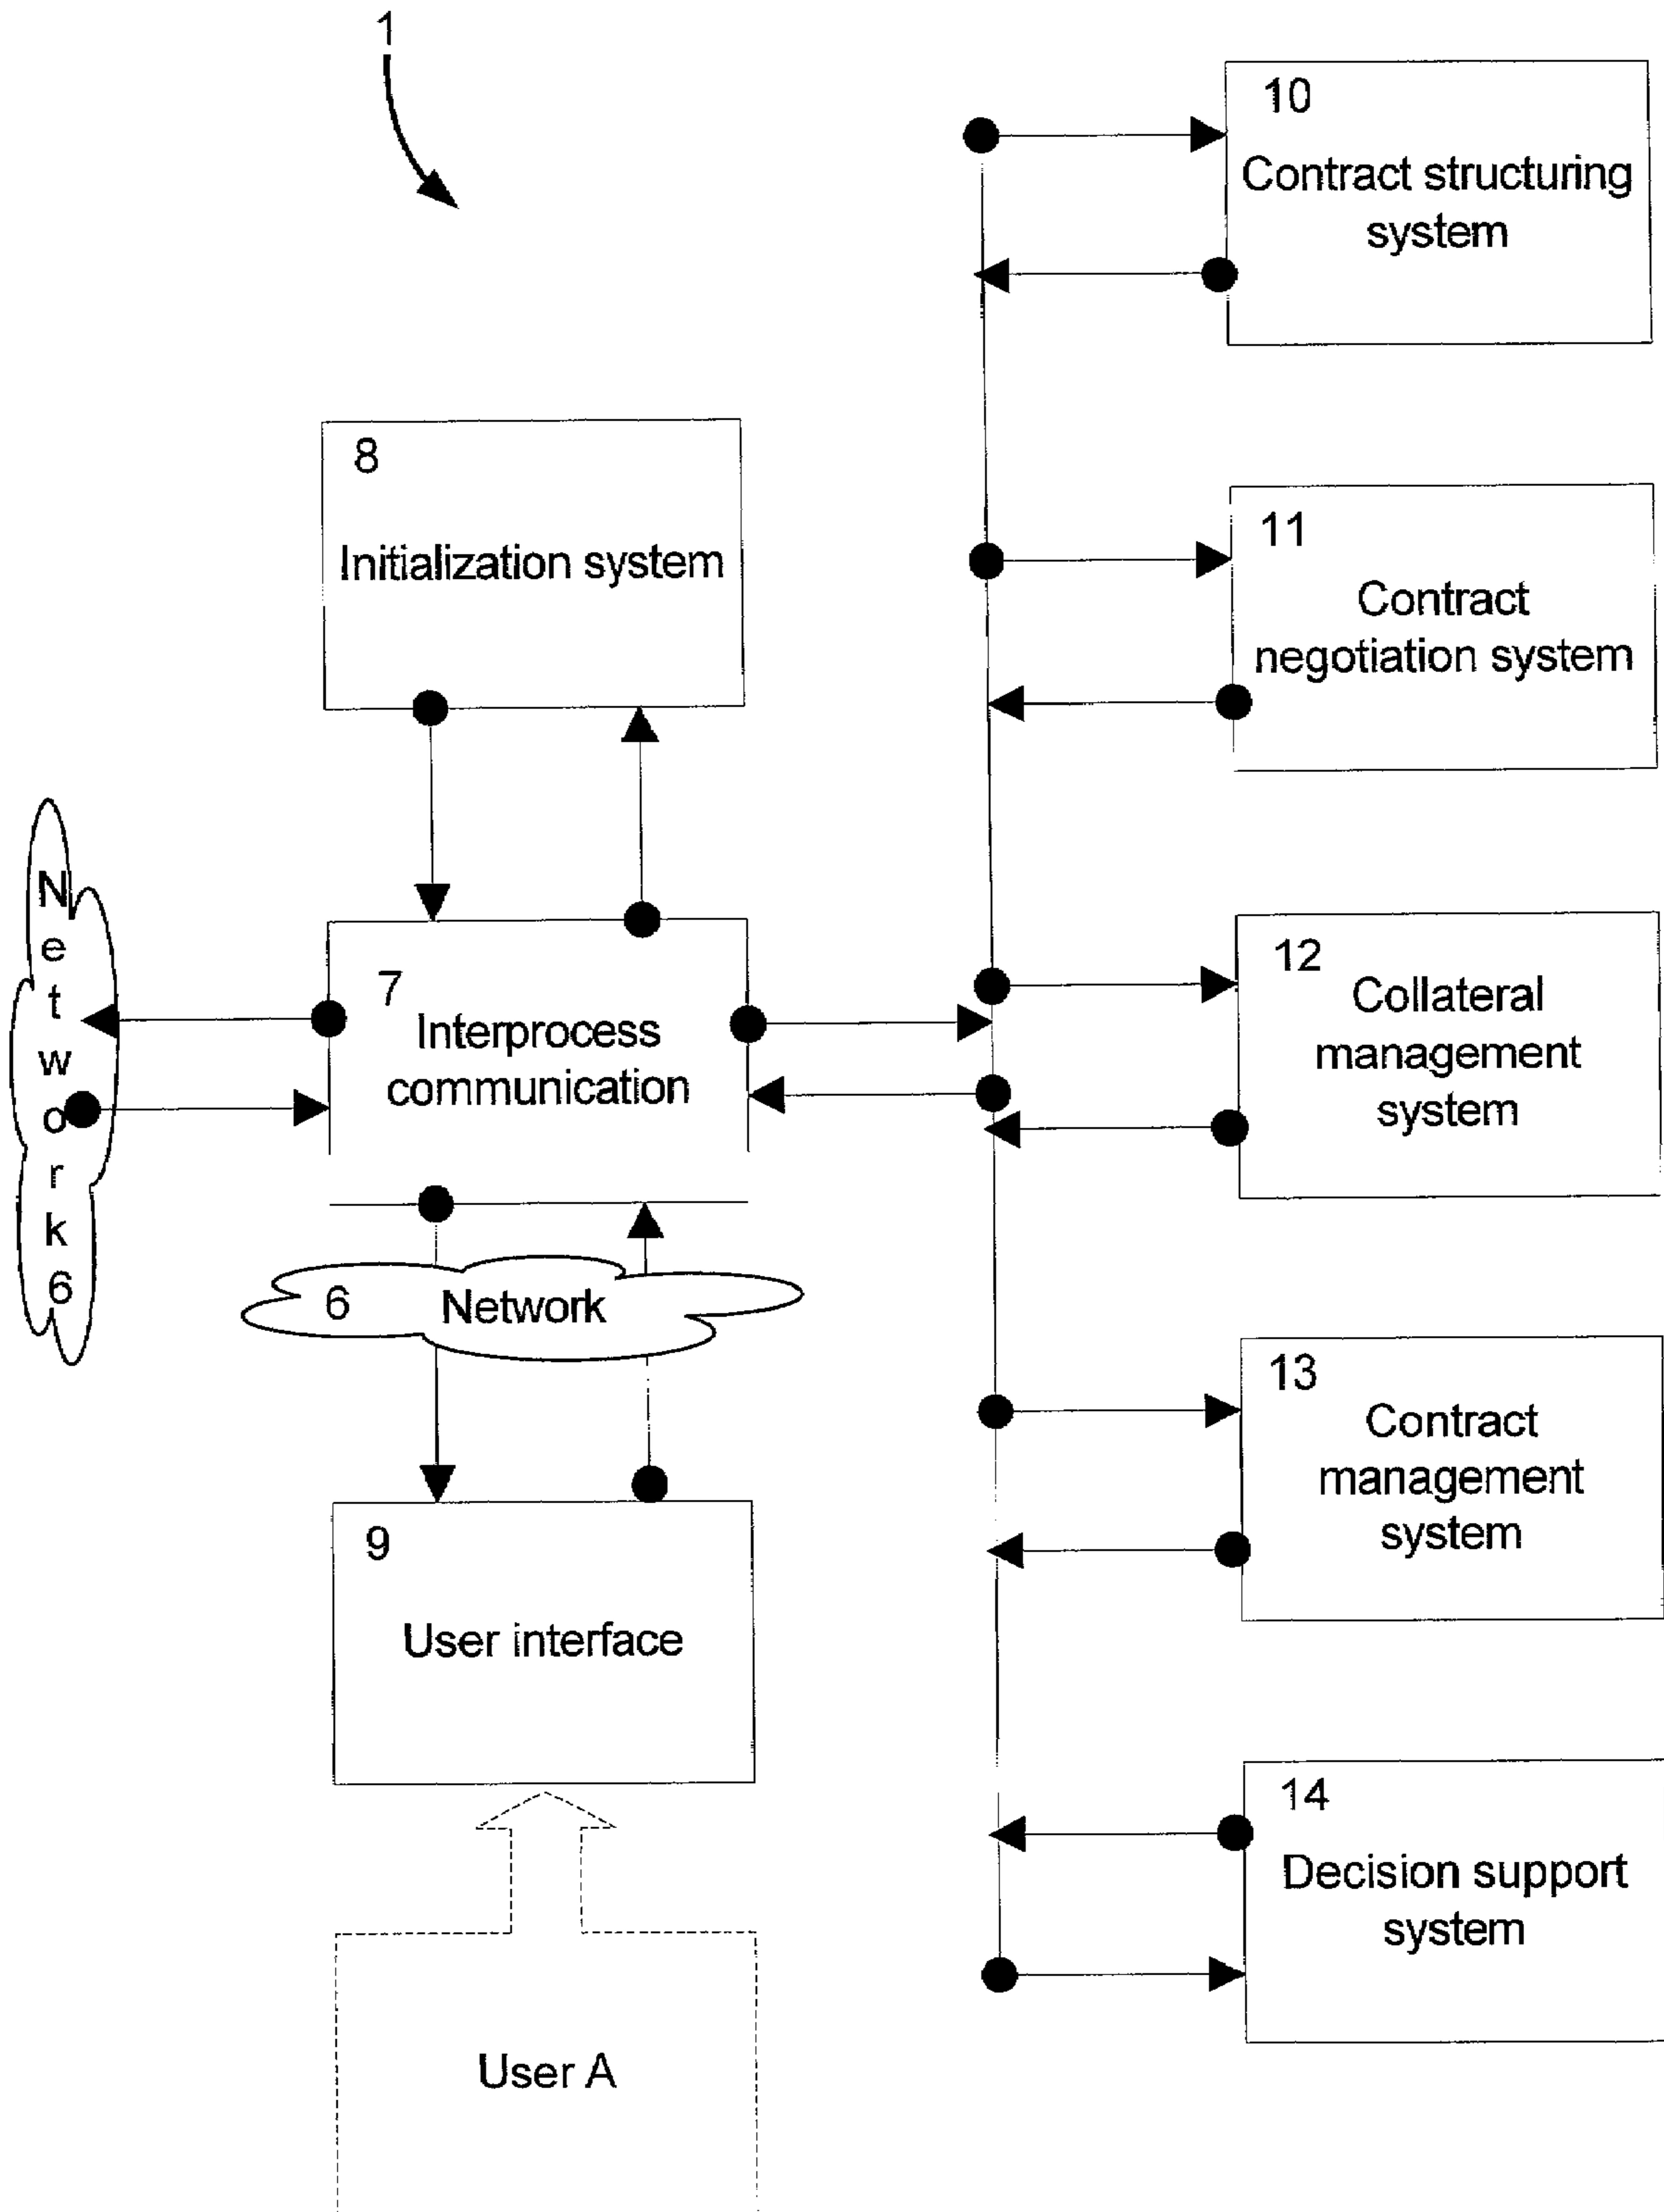 1
10
Contract structuring
system
8
Initialization system
11
Contract
negotiation system
Network 6
7
Interprocess
communication
12
Collateral
management
system
6 Network
13
Contract
management
system
9
User interface
14
Decision support
system
User A